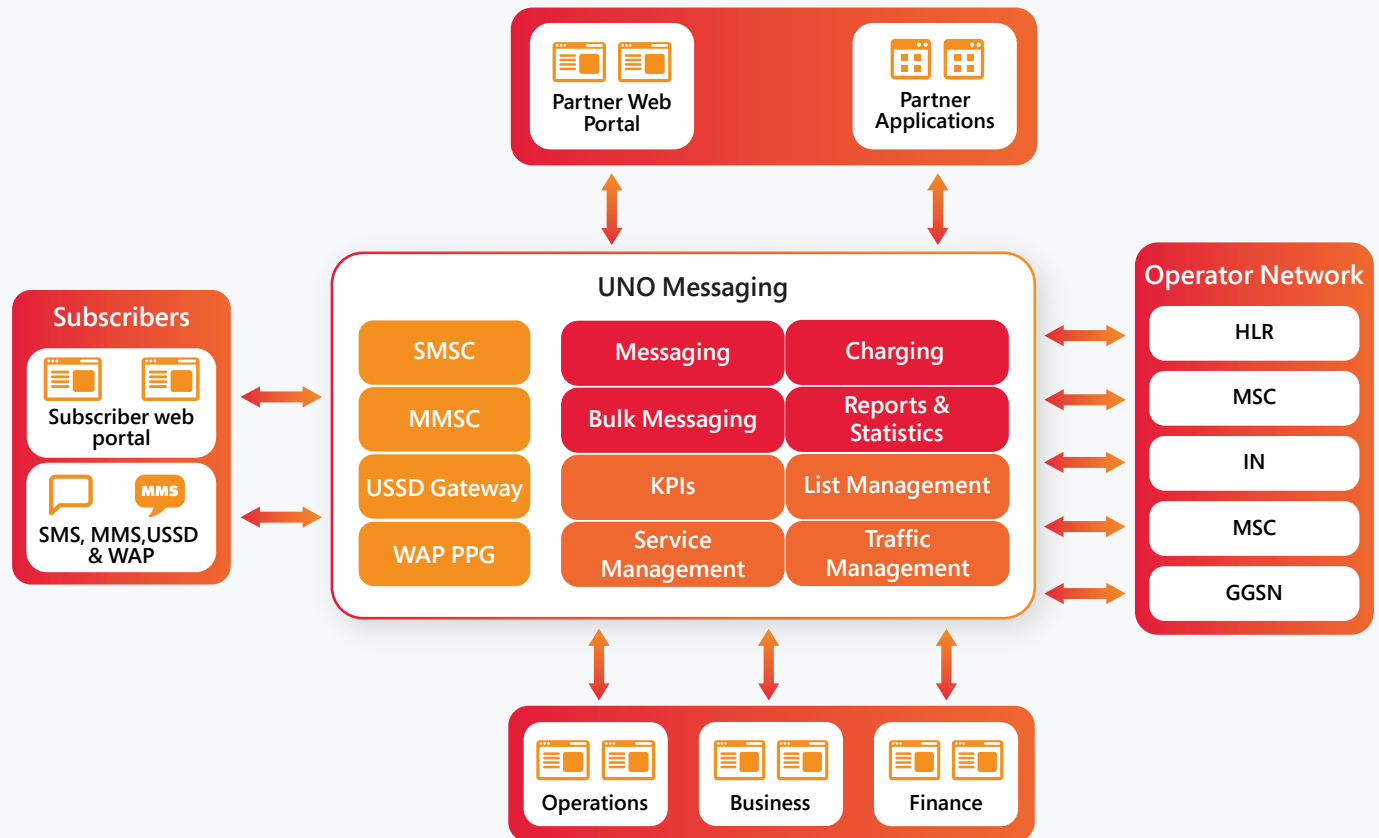 Partner Web
Portal
Partner
Applications
UNO Messaging
Subscribers
Subscriber web
portal
MMS
SMS, MMS,USSD
& WAP
SMSC
MMSC
USSD Gateway
WAP PPG
Messaging
Charging
Bulk Messaging
Reports &
Statistics
KPIs
List Management
Service
Management
Traffic
Management
Operator Network
HLR
MSC
IN
MSC
GGSN
Operations
Business
Finance